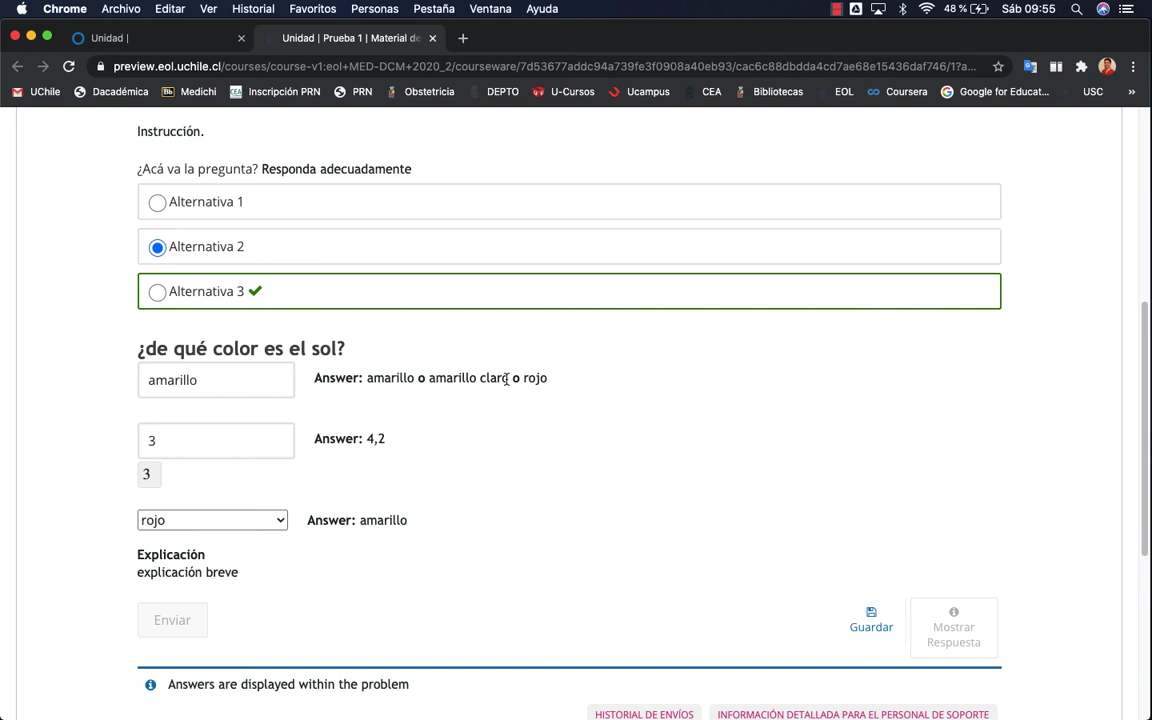 Chrome Archivo Editar Ver Historial Favoritos Personas Pestaña Ventana Ayuda 48 % Sáb 09:55
Unidad | Unidad | Prueba 1 | Material de
preview.eol.uchile.cl/courses/course-v1:eol+MED-DCM+2020_2/courseware/7d53677addc94a739fe3f0908a40eb93/cac6c88dbdda4cd7ae68e15436daf746/1?a...
UChile Dacadémica Medichi Inscripción PRN PRN Obstetricia DEPTO U-Cursos Ucampus CEA Bibliotecas EOL Coursera Google for Educat... USC »
Instrucción.
¿Acá va la pregunta? Responda adecuadamente
Alternativa 1
Alternativa 2
Alternativa 3
¿de qué color es el sol?
amarillo Answer: amarillo o amarillo claro o rojo
3 Answer: 4,2
3
rojo Answer: amarillo
Explicación
explicación breve
Enviar Guardar Mostrar
Respuesta
Answers are displayed within the problem
HISTORIAL DE ENVÍOS INFORMACIÓN DETALLADA PARA EL PERSONAL DE SOPORTE